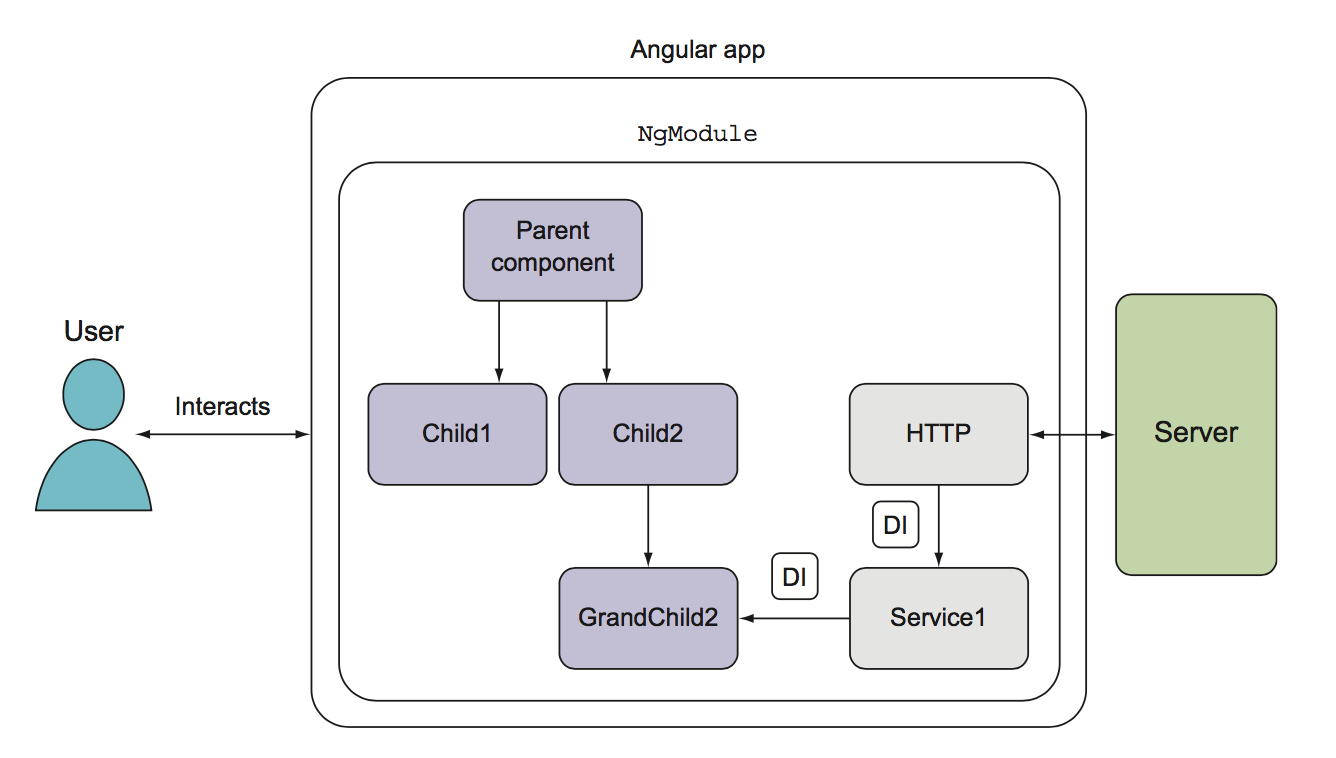 Angular app
NgModule
Parent
component
User
Interacts
Child1
Child2
HTTP
Server
DI
DI
GrandChild2
Service1